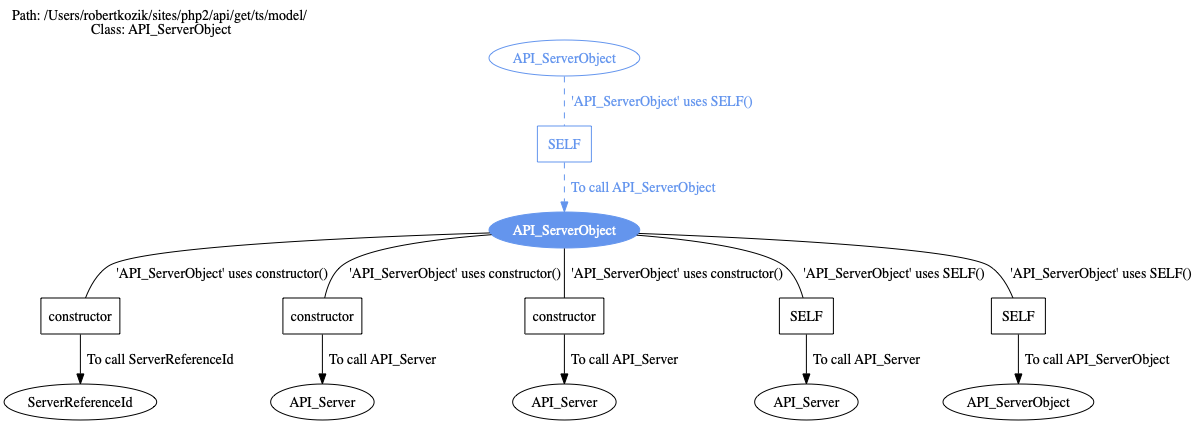 Path: /Users/robertkozik/sites/php2/api/get/ts/model/
Class: API_ServerObject
API_ServerObject
'API_ServerObject' uses SELF()
SELF
To call API_ServerObject
API_ServerObject
'API_ServerObject' uses constructor()
'API_ServerObject' uses constructor()
'API_ServerObject' uses constructor()
'API_ServerObject' uses SELF()
'API_ServerObject' uses SELF()
constructor
constructor
constructor
SELF
SELF
To call ServerReferenceId
To call API_Server
To call API_Server
To call API_Server
To call API_ServerObject
ServerReferenceId
API_Server
API_Server
API_Server
API_ServerObject